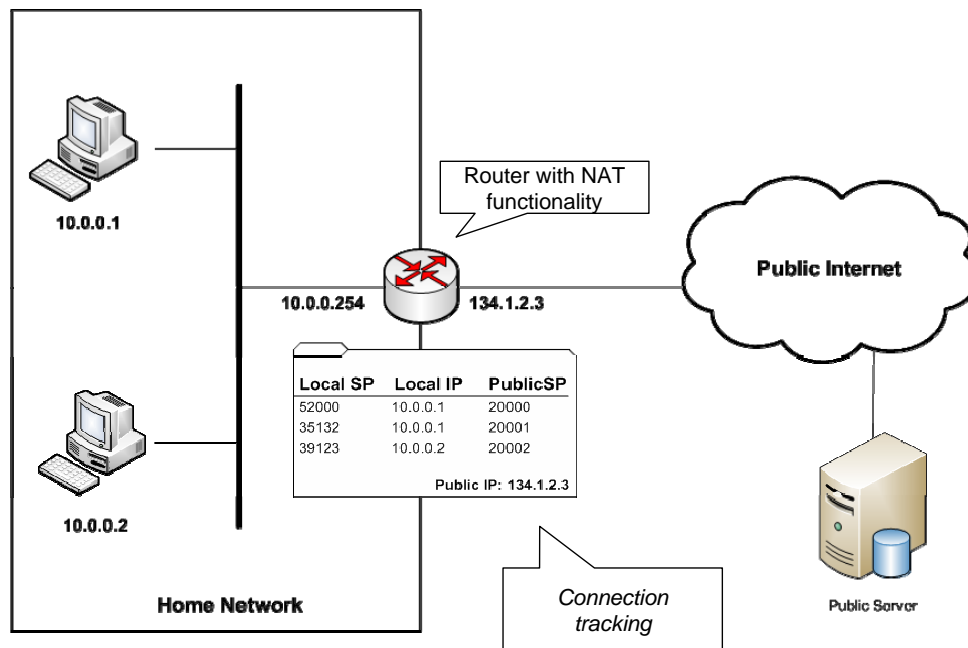 10.0.0.1
Router with NAT
functionality
Public Internet
10.0.0.254
134.1.2.3
Local SP Local IP PublicSP
52000 10.0.0.1 20000
35132 10.0.0.1 20001
39123 10.0.0.2 20002
Public IP: 134.1.2.3
10.0.0.2
Home Network
Connection
tracking
Public Server